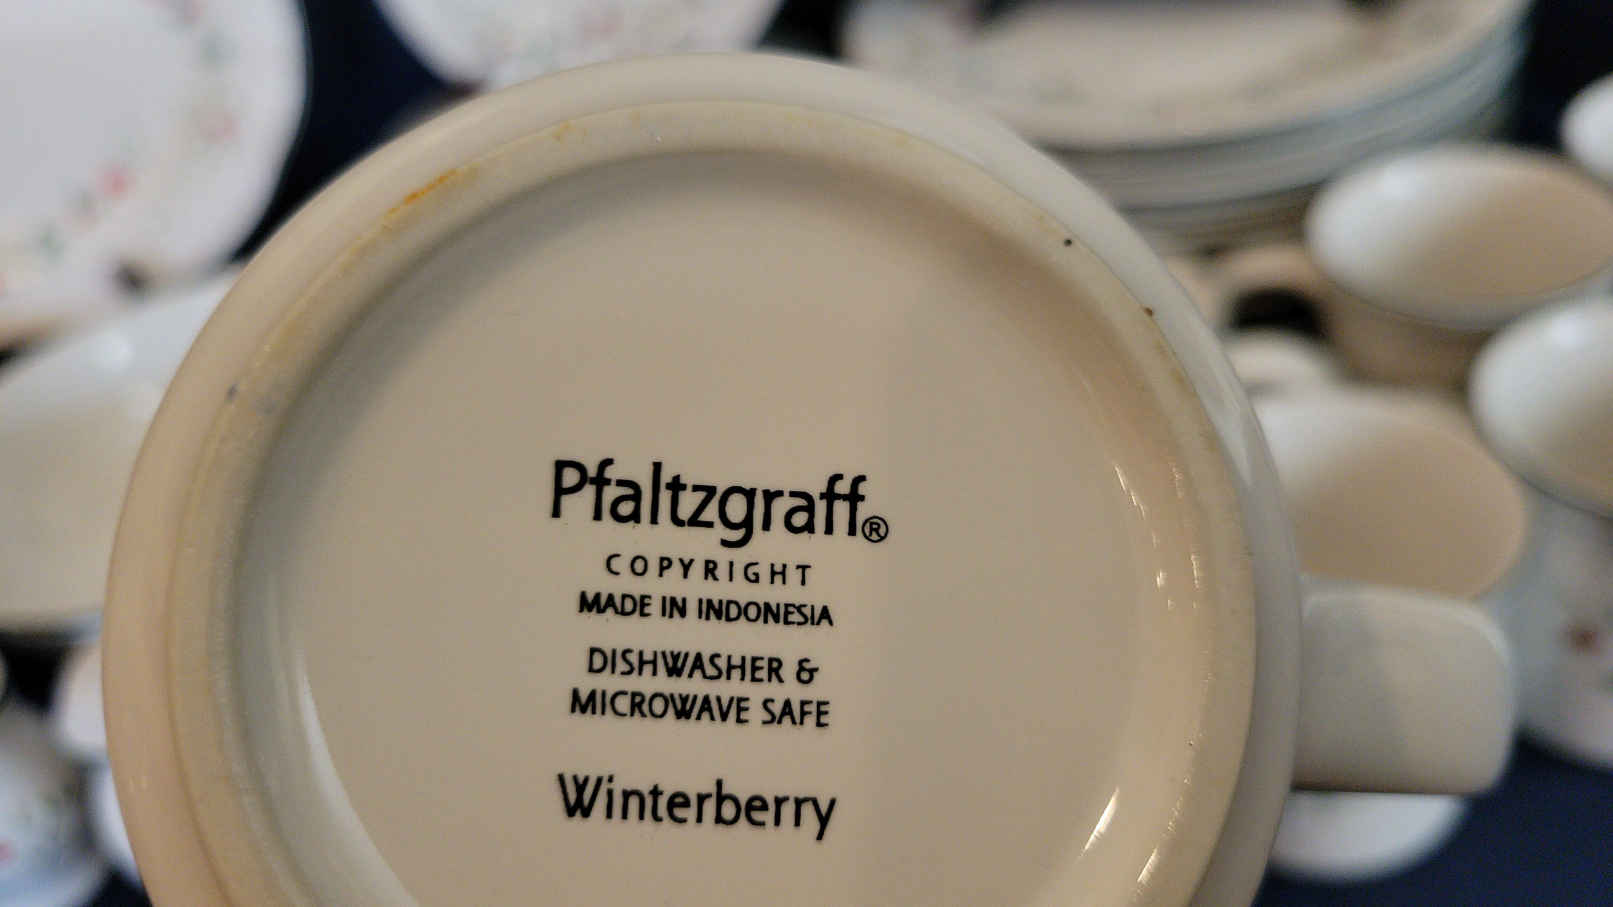 Pfaltzgraff®
COPYRIGHT
MADE IN INDONESIA
DISHWASHER &
MICROWAVE SAFE
Winterberry